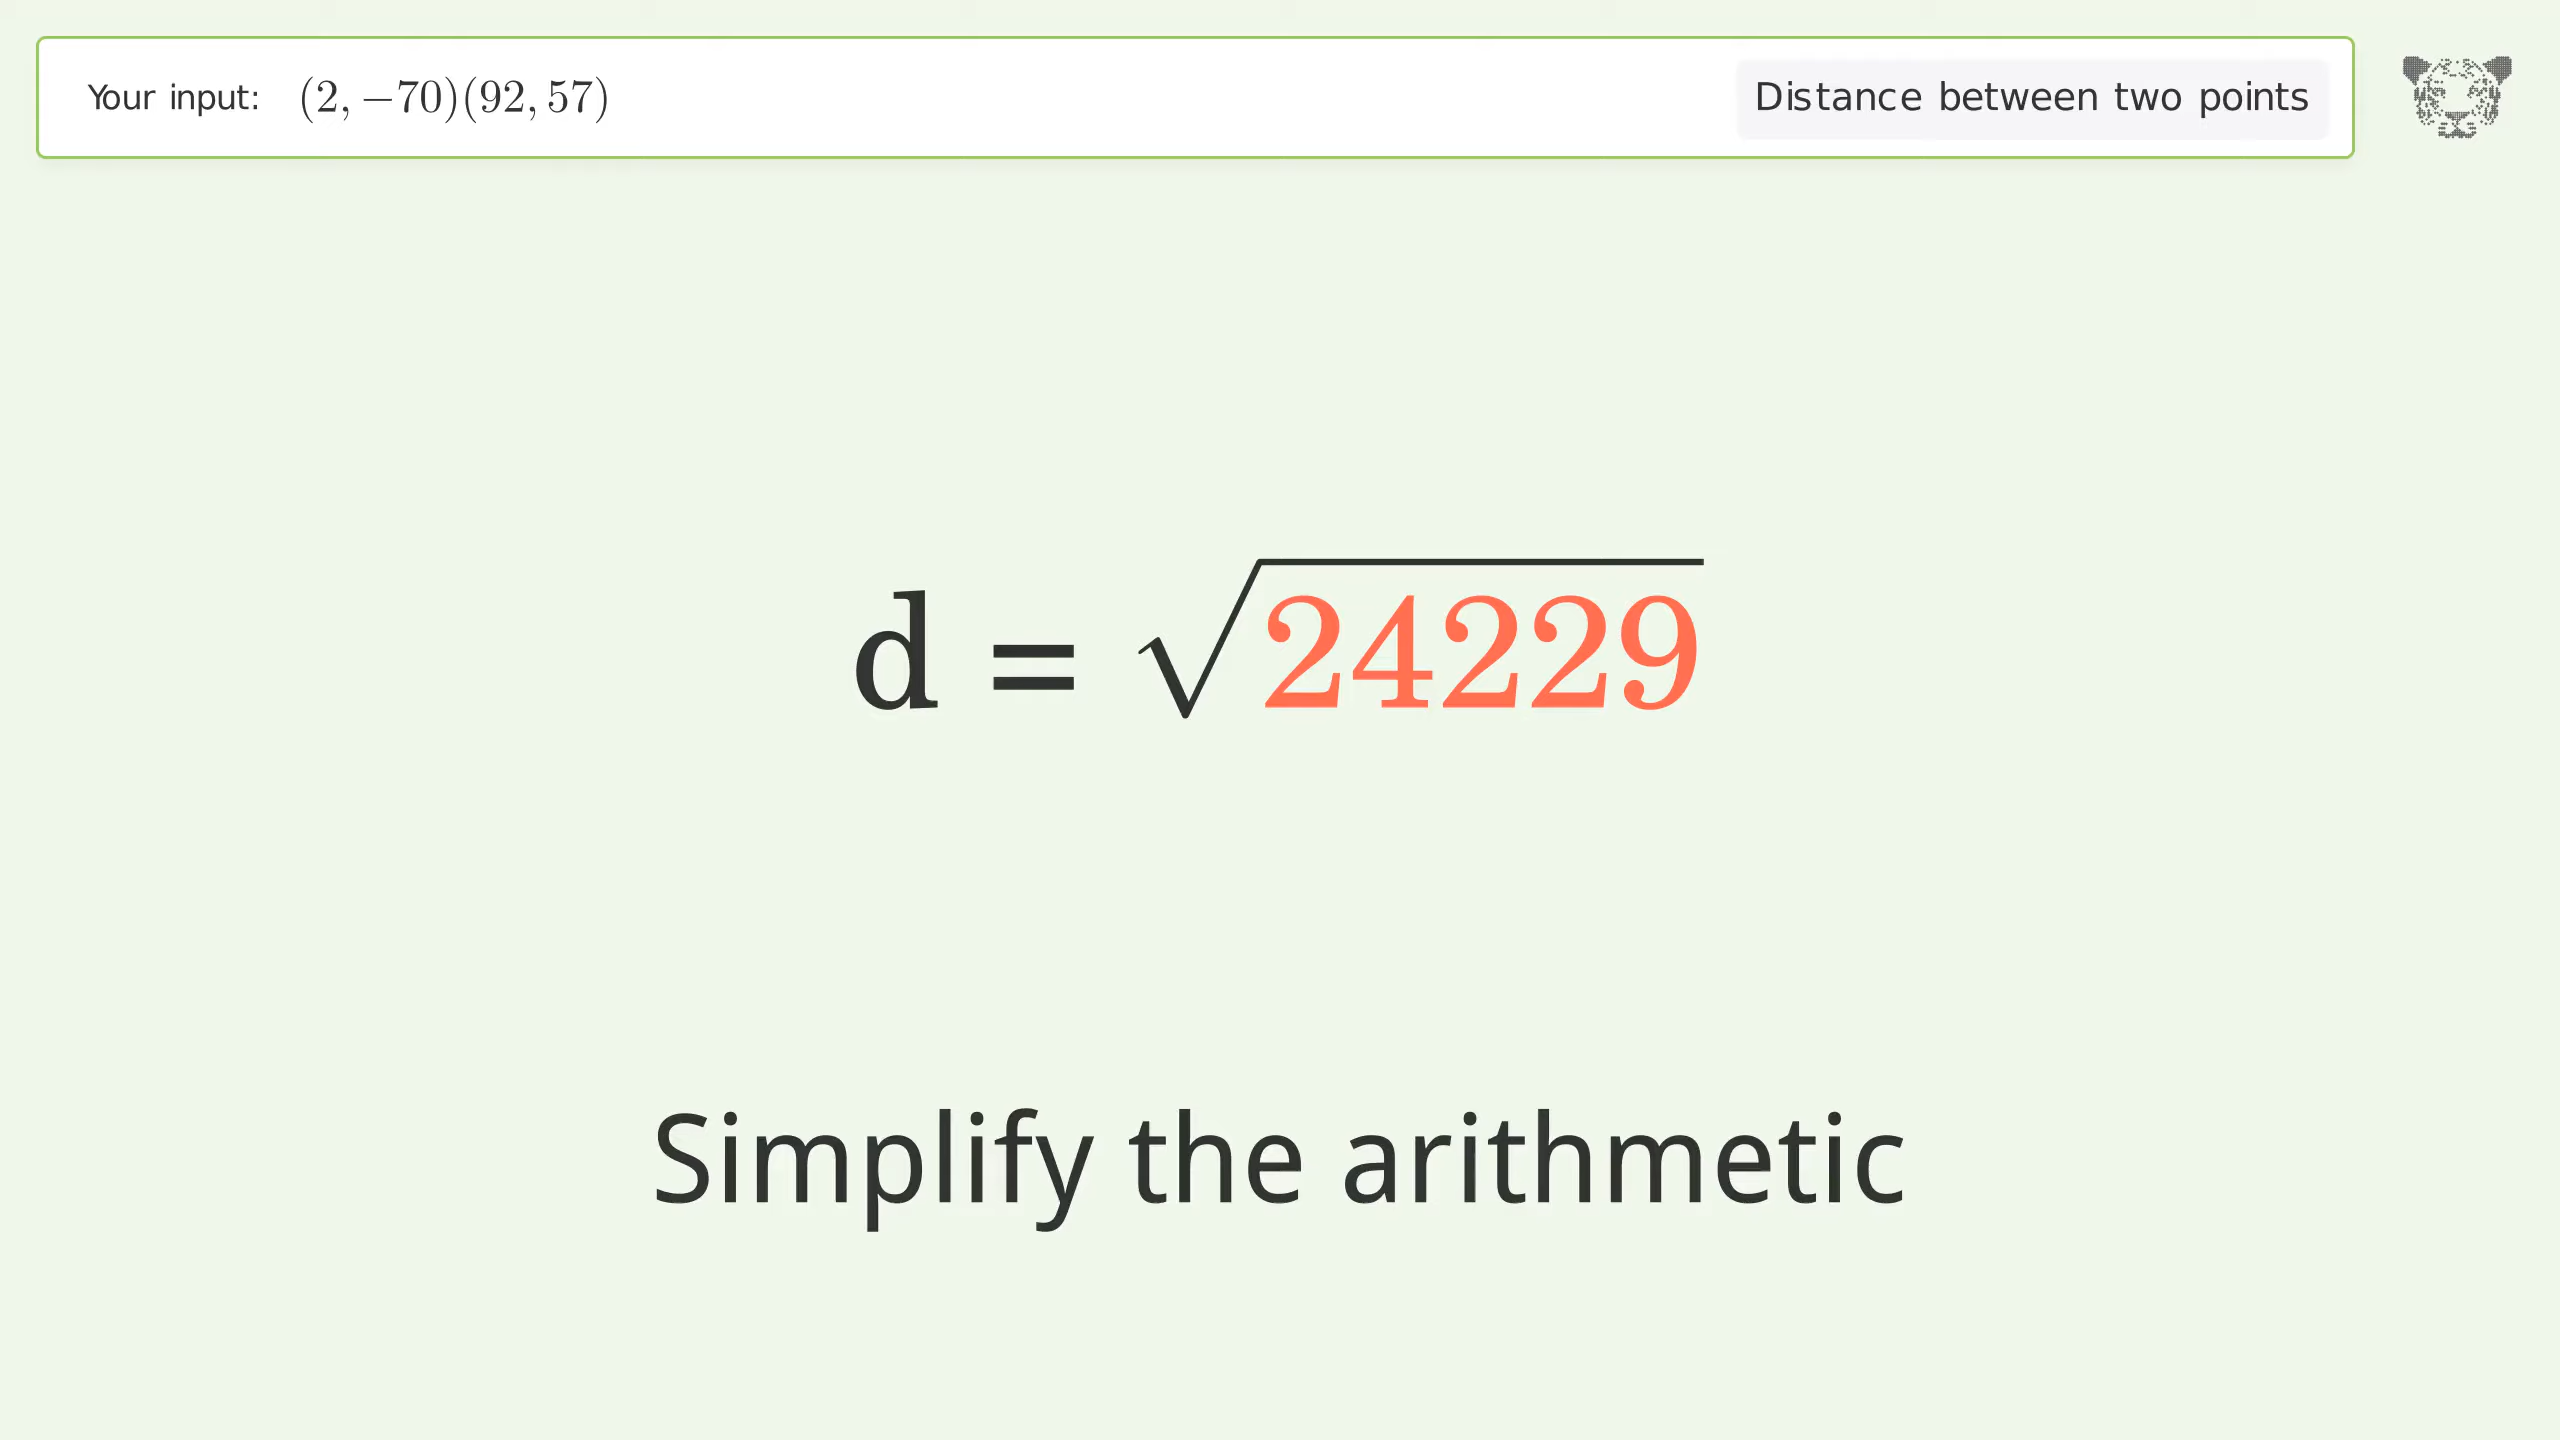 Your input: (2, −70)(92, 57) Distance between two points
d = √24229
Simplify the arithmetic